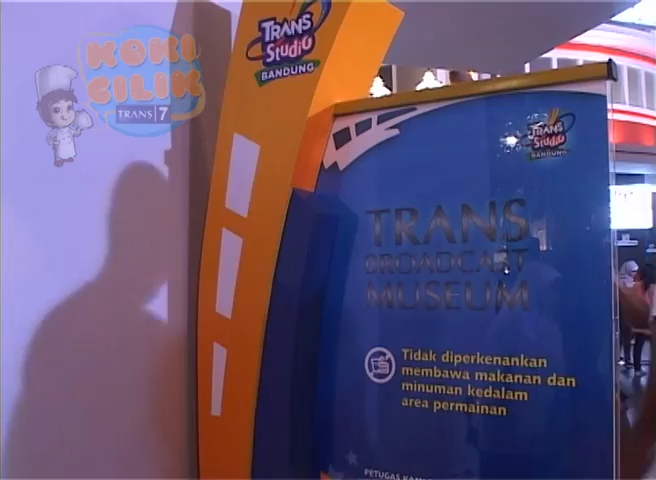 KOKI
CILIK
TRANS|7
TRANS
STUDIO
BANDUNG
TRANS
STUDIO
BANDUNG
TRANS
BROADCAST
MUSEUM
Tidak diperkenankan
membawa makanan dan
minuman kedalam
area permainan
PETUGAS